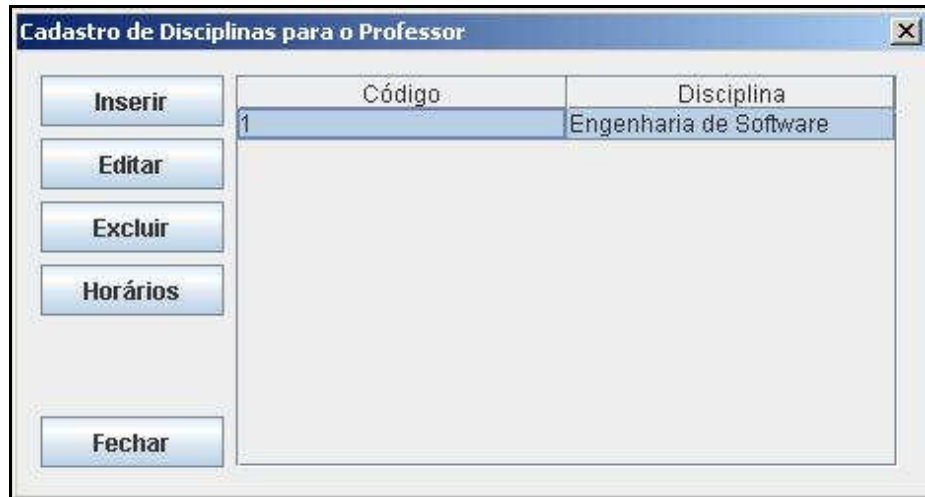 Cadastro de Disciplinas para o Professor
Inserir
Editar
Excluir
Horários
Fechar
Código Disciplina
1 Engenharia de Software